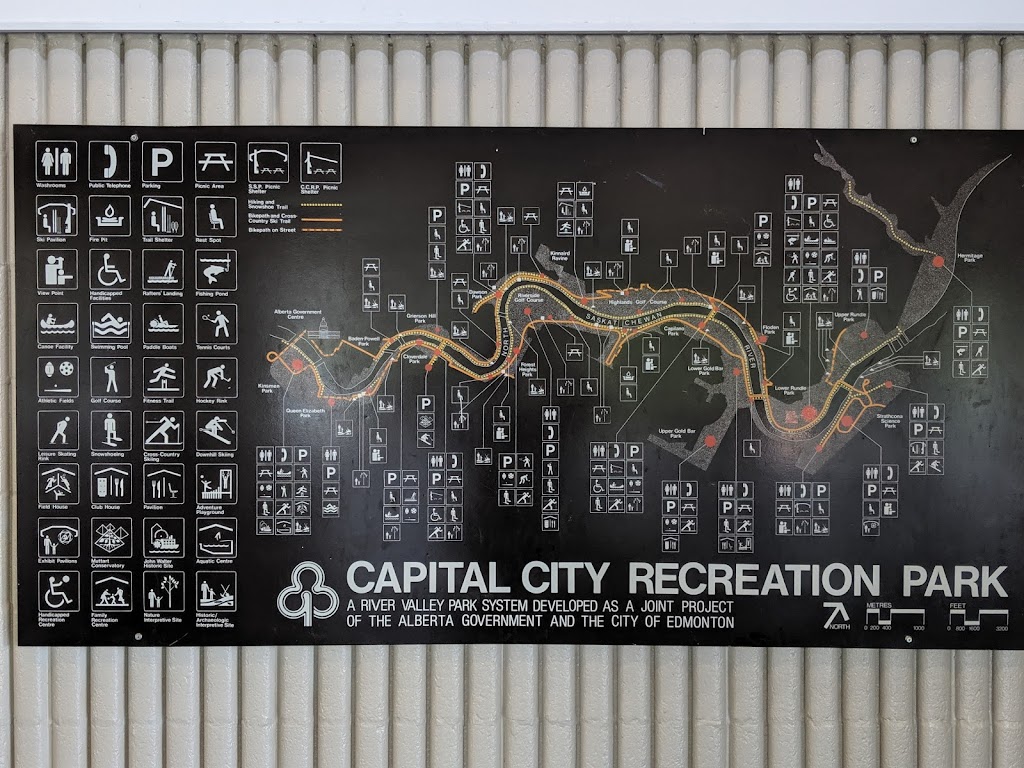 Washrooms
Public Telephone
P
Parking
Picnic Area
S.S.P. Picnic
Shelter
C.C.R.P. Picnic
Shelter
Hiking and
Snowshoe Trail
Bikepath and Cross-
Country Ski Trail
Bikepath on Street
Ski Pavilion
Fire Pit
Trail Shelter
Rest Spot
View Point
Handicapped
Facilities
Rafters' Landing
Fishing Pond
Canoe Facility
Swimming Pool
Paddle Boats
Tennis Courts
Athletic Fields
Golf Course
Fitness Trail
Hockey Rink
Leisure Skating
Rink
Snowshoeing
Cross-Country
Skiing
Downhill Skiing
Field House
Club House
Pavilion
Adventure
Playground
Exhibit Pavilions
Muttart
Conservatory
John Walter
Historic Site
Aquatic Centre
Handicapped
Recreation
Centre
Family
Recreation
Centre
Nature
Interpretive Site
Historic/
Archaeologic
Interpretive Site
Alberta Government
Centre
Kinsmen
Park
Queen Elizabeth
Park
Baden-Powell
Park
Grierson Hill
Park
Cloverdale
Park
Dawson
Park
Riverside
Golf Course
Kinnaird
Ravine
Forest
Heights
Park
Highlands Golf Course
NORTH
SASKATCHEWAN
RIVER
Capilano
Park
Lower Gold Bar
Park
Upper Gold Bar
Park
Floden
Park
Lower Rundle
Park
Upper Rundle
Park
Hermitage
Park
Strathcona
Science
Park
CAPITAL CITY RECREATION PARK
A RIVER VALLEY PARK SYSTEM DEVELOPED AS A JOINT PROJECT
OF THE ALBERTA GOVERNMENT AND THE CITY OF EDMONTON
NORTH
METRES
0 200 400 1000
FEET
0 800 1600 3200